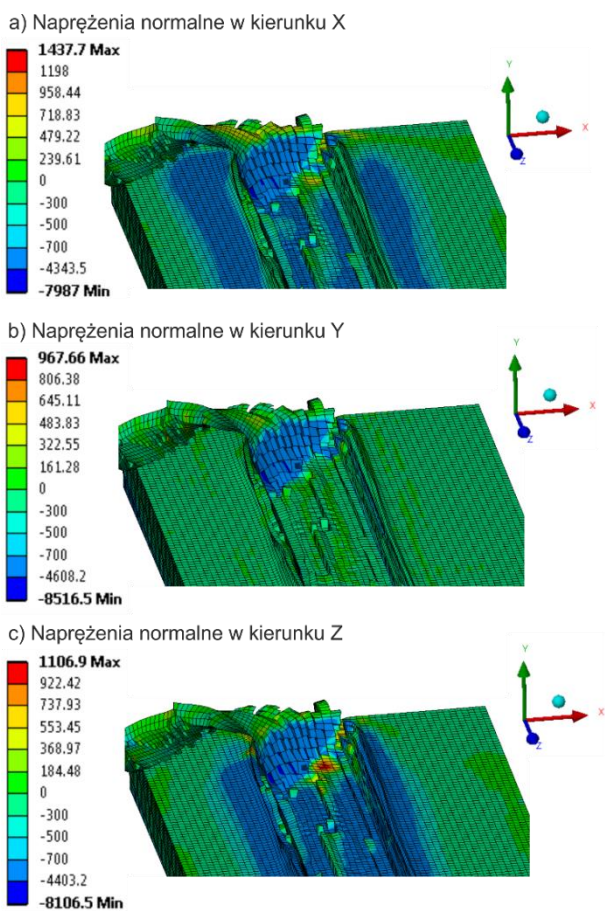 a) Naprężenia normalne w kierunku X
1437.7 Max
1198
958.44
718.83
479.22
239.61
0
-300
-500
-700
-4343.5
-7987 Min
Y
X
Z
b) Naprężenia normalne w kierunku Y
967.66 Max
806.38
645.11
483.83
322.55
161.28
0
-300
-500
-700
-4608.2
-8516.5 Min
Y
X
Z
c) Naprężenia normalne w kierunku Z
1106.9 Max
922.42
737.93
553.45
368.97
184.48
0
-300
-500
-700
-4403.2
-8106.5 Min
Y
X
Z